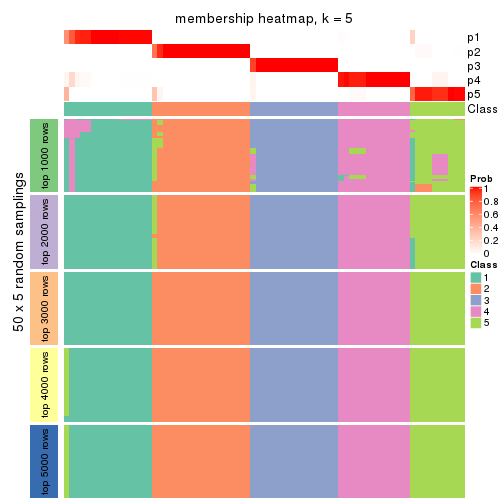 membership heatmap, k = 5
p1
p2
p3
p4
p5
Class
50 x 5 random samplings
top 1000 rows
top 2000 rows
top 3000 rows
top 4000 rows
top 5000 rows
Prob
1
0.8
0.6
0.4
0.2
0
Class
1
2
3
4
5